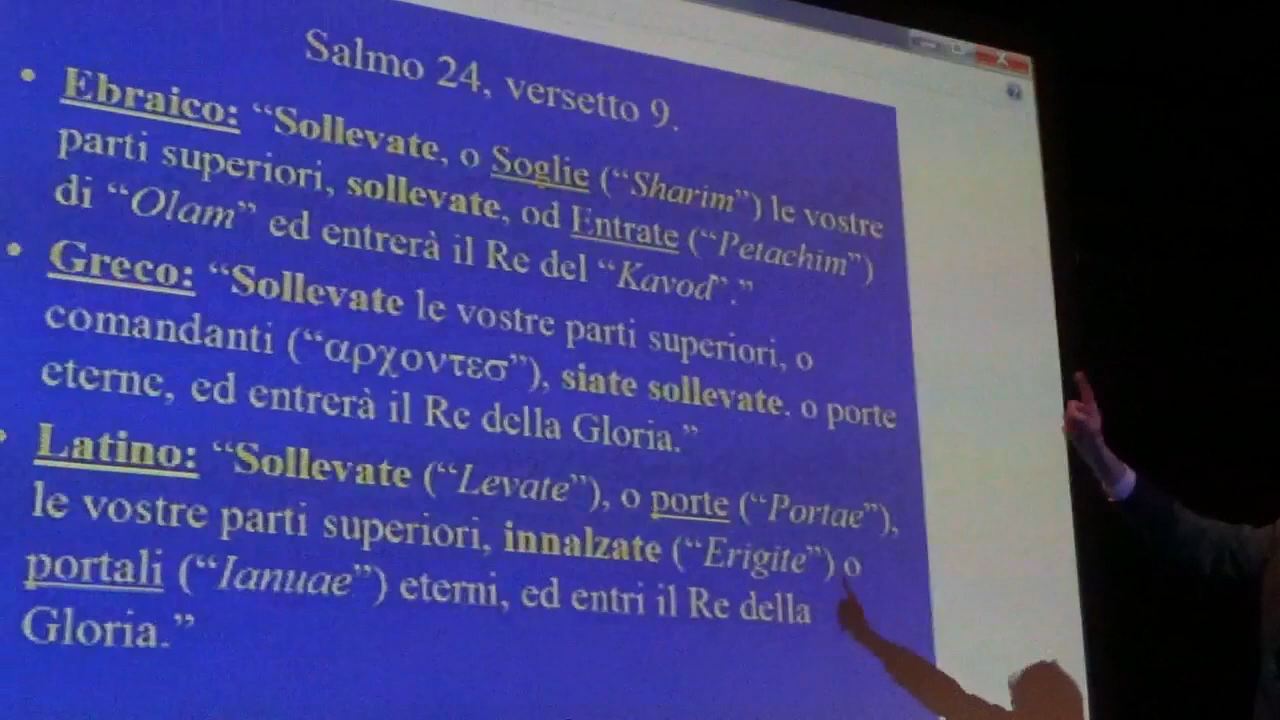 Salmo 24, versetto 9.
• Ebraico: “Sollevate, o Soglie (“Sharim”) le vostre
parti superiori, sollevate, od Entrate (“Petachim”)
di “Olam” ed entrerà il Re del “Kavod”.”
• Greco: “Sollevate le vostre parti superiori, o
comandanti (“αρχοντεσ”), siate sollevate. o porte
eterne, ed entrerà il Re della Gloria.”
• Latino: “Sollevate (“Levate”), o porte (“Portae”),
le vostre parti superiori, innalzate (“Erigite”) o
portali (“Ianuae”) eterni, ed entri il Re della
Gloria.”